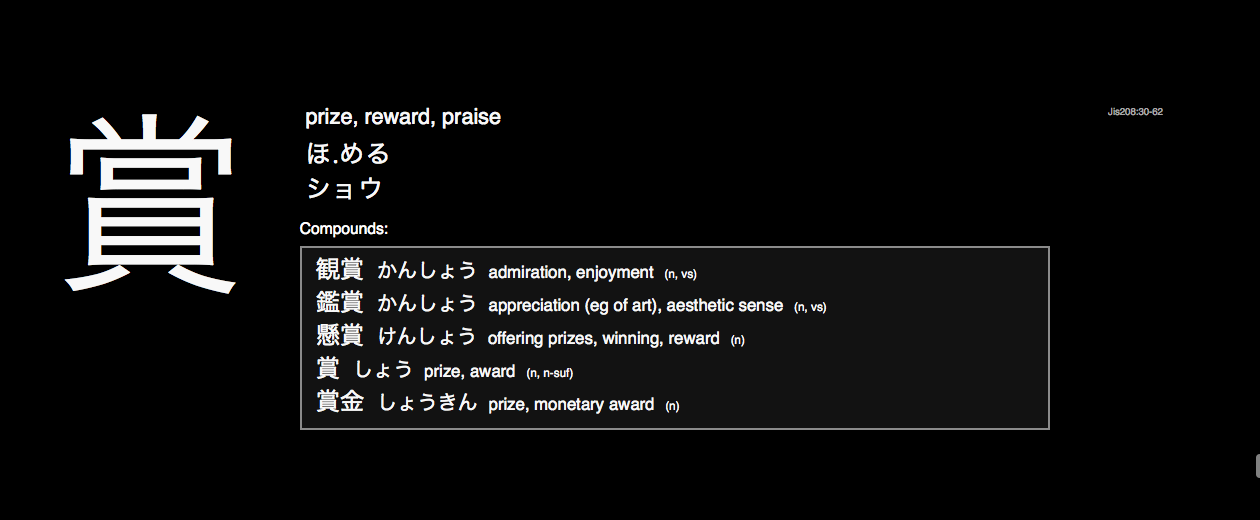 賞
prize, reward, praise
Jis208:30-62
ほ.める
ショウ
Compounds:
観賞 かんしょう admiration, enjoyment (n, vs)
鑑賞 かんしょう appreciation (eg of art), aesthetic sense (n, vs)
懸賞 けんしょう offering prizes, winning, reward (n)
賞 しょう prize, award (n, n-suf)
賞金 しょうきん prize, monetary award (n)